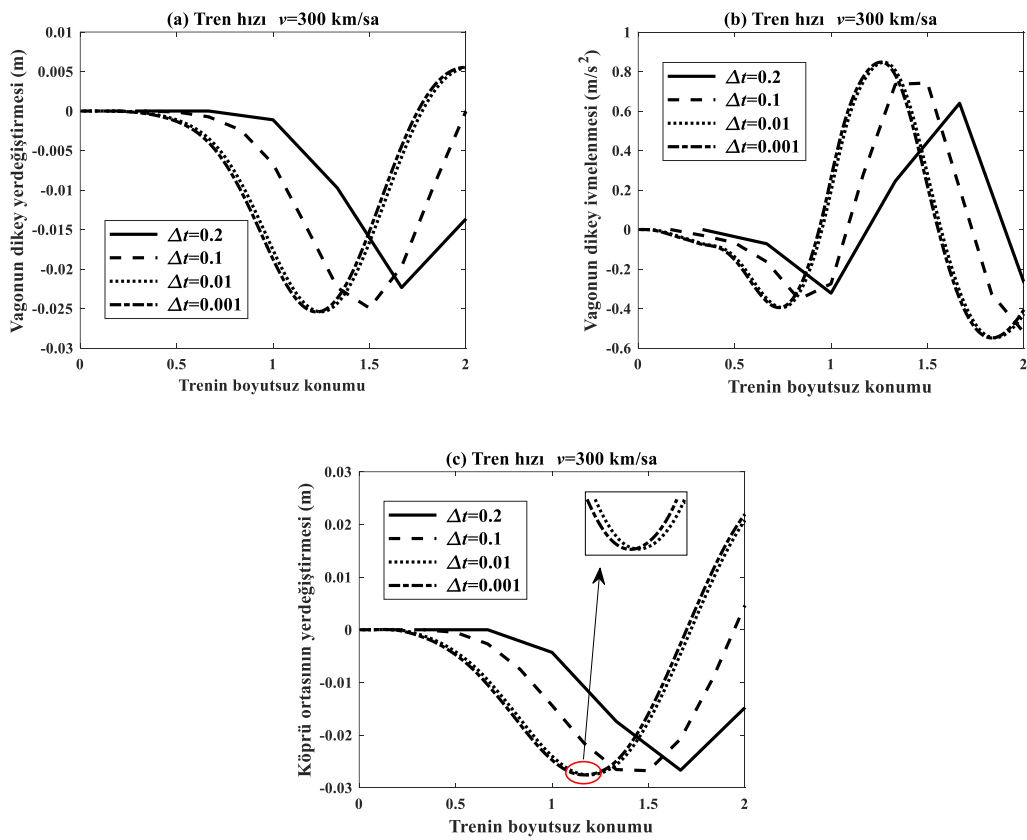 (a) Tren hızı v=300 km/sa
Vagonun dikey yerdeğiştirmesi (m)
0.01
0.005
0
-0.005
-0.01
-0.015
-0.02
-0.025
-0.03
Δt=0.2
Δt=0.1
Δt=0.01
Δt=0.001
0 0.5 1 1.5 2
Trenin boyutsuz konumu
(b) Tren hızı v=300 km/sa
Vagonun dikey ivmelenmesi (m/s²)
1
0.8
0.6
0.4
0.2
0
-0.2
-0.4
-0.6
Δt=0.2
Δt=0.1
Δt=0.01
Δt=0.001
0 0.5 1 1.5 2
Trenin boyutsuz konumu
(c) Tren hızı v=300 km/sa
Köprü ortasının yerdeğiştirmesi (m)
0.03
0.02
0.01
0
-0.01
-0.02
-0.03
Δt=0.2
Δt=0.1
Δt=0.01
Δt=0.001
0 0.5 1 1.5 2
Trenin boyutsuz konumu